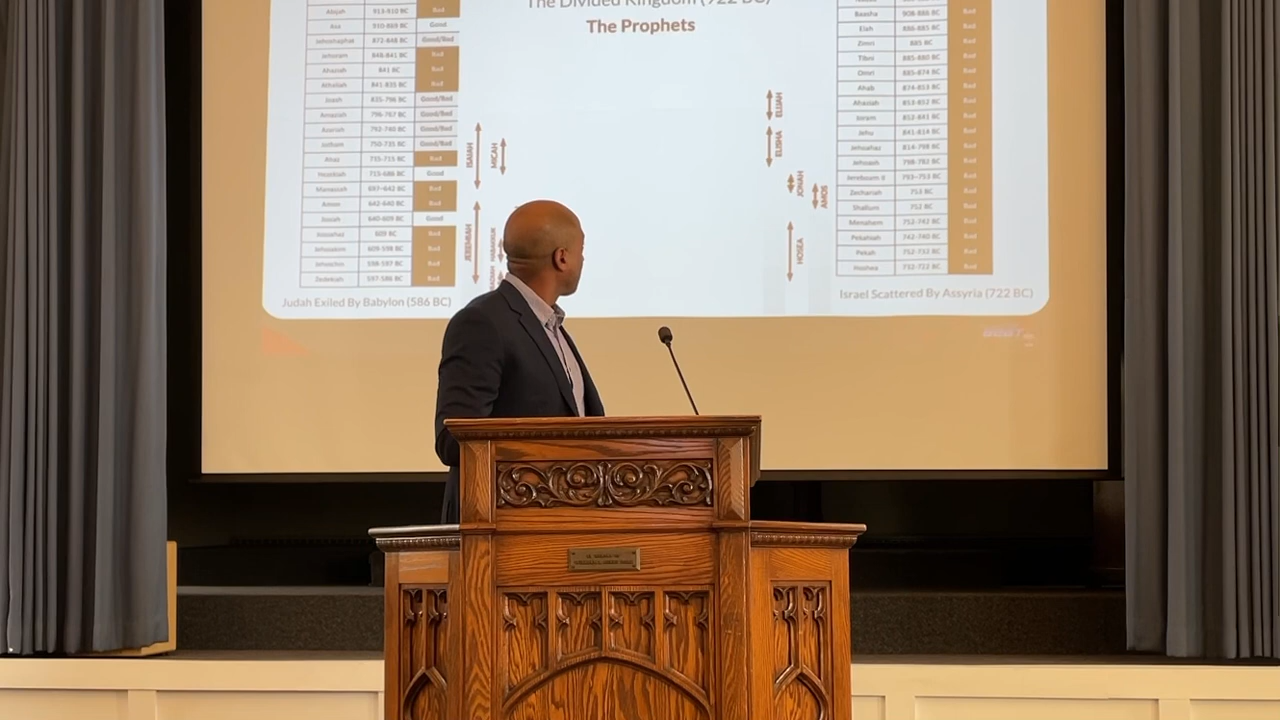 The Divided Kingdom (922 BC)
The Prophets
Abijah 913-910 BC Bad
Asa 910-869 BC Good
Jehoshaphat 872-848 BC Good/Bad
Jehoram 848-841 BC Bad
Ahaziah 841 BC Bad
Athaliah 841-835 BC Bad
Joash 835-796 BC Good/Bad
Amaziah 796-767 BC Good/Bad
Azariah 792-740 BC Good/Bad
Jotham 750-735 BC Good/Bad
Ahaz 735-715 BC Bad
Hezekiah 715-686 BC Good
Manasseh 697-642 BC Bad
Amon 642-640 BC Bad
Josiah 640-609 BC Good
Jehoahaz 609 BC Bad
Jehoiakim 609-598 BC Bad
Jehoiachin 598-597 BC Bad
Zedekiah 597-586 BC Bad
Judah Exiled By Babylon (586 BC)
ISAIAH
MICAH
JEREMIAH
HABAKKUK
ELIJAH
ELISHA
JONAH
AMOS
HOSEA
Baasha 908-886 BC Bad
Elah 886-885 BC Bad
Zimri 885 BC Bad
Tibni 885-880 BC Bad
Omri 885-874 BC Bad
Ahab 874-853 BC Bad
Ahaziah 853-852 BC Bad
Joram 852-841 BC Bad
Jehu 841-814 BC Bad
Jehoahaz 814-798 BC Bad
Jehoash 798-782 BC Bad
Jeroboam II 793-753 BC Bad
Zechariah 753 BC Bad
Shallum 752 BC Bad
Menahem 752-742 BC Bad
Pekahiah 742-740 BC Bad
Pekah 752-732 BC Bad
Hoshea 732-722 BC Bad
Israel Scattered By Assyria (722 BC)